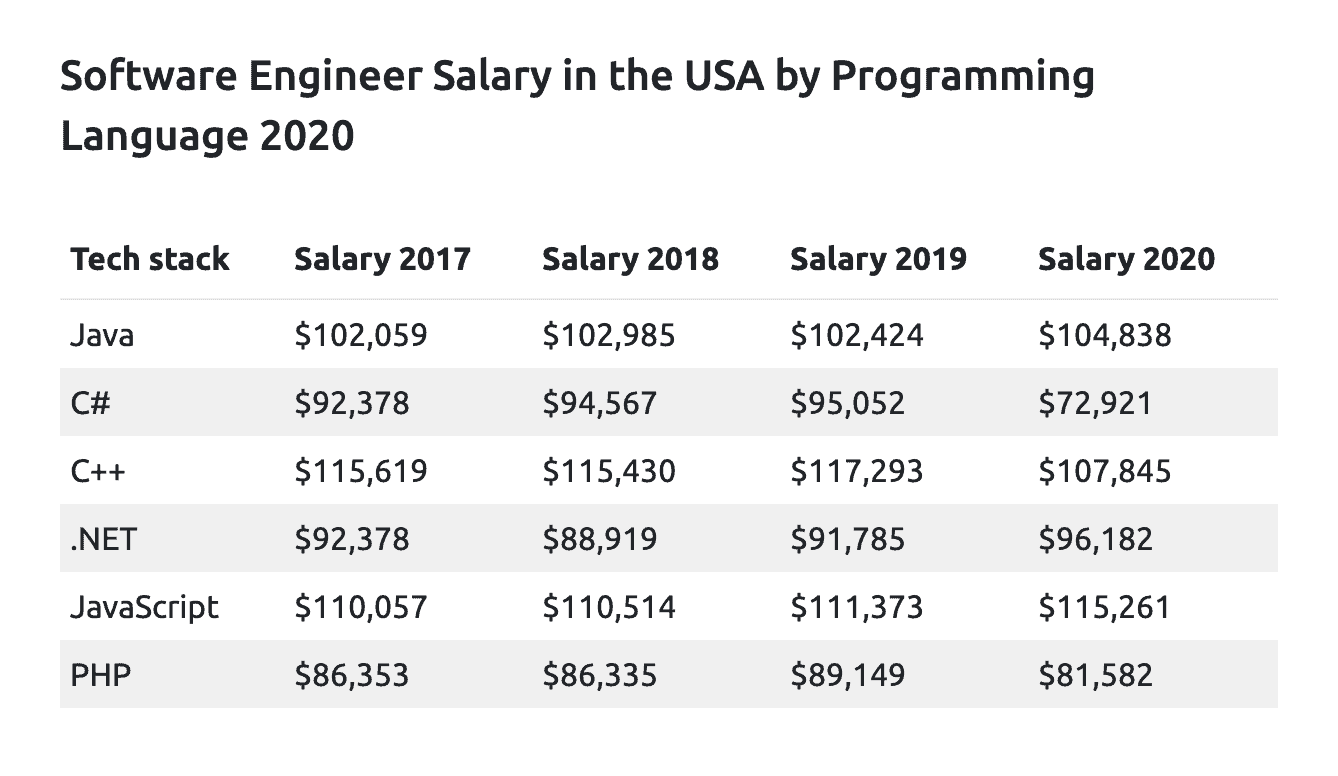 Software Engineer Salary in the USA by Programming
Language 2020
Tech stack Salary 2017 Salary 2018 Salary 2019 Salary 2020
Java $102,059 $102,985 $102,424 $104,838
C# $92,378 $94,567 $95,052 $72,921
C++ $115,619 $115,430 $117,293 $107,845
.NET $92,378 $88,919 $91,785 $96,182
JavaScript $110,057 $110,514 $111,373 $115,261
PHP $86,353 $86,335 $89,149 $81,582